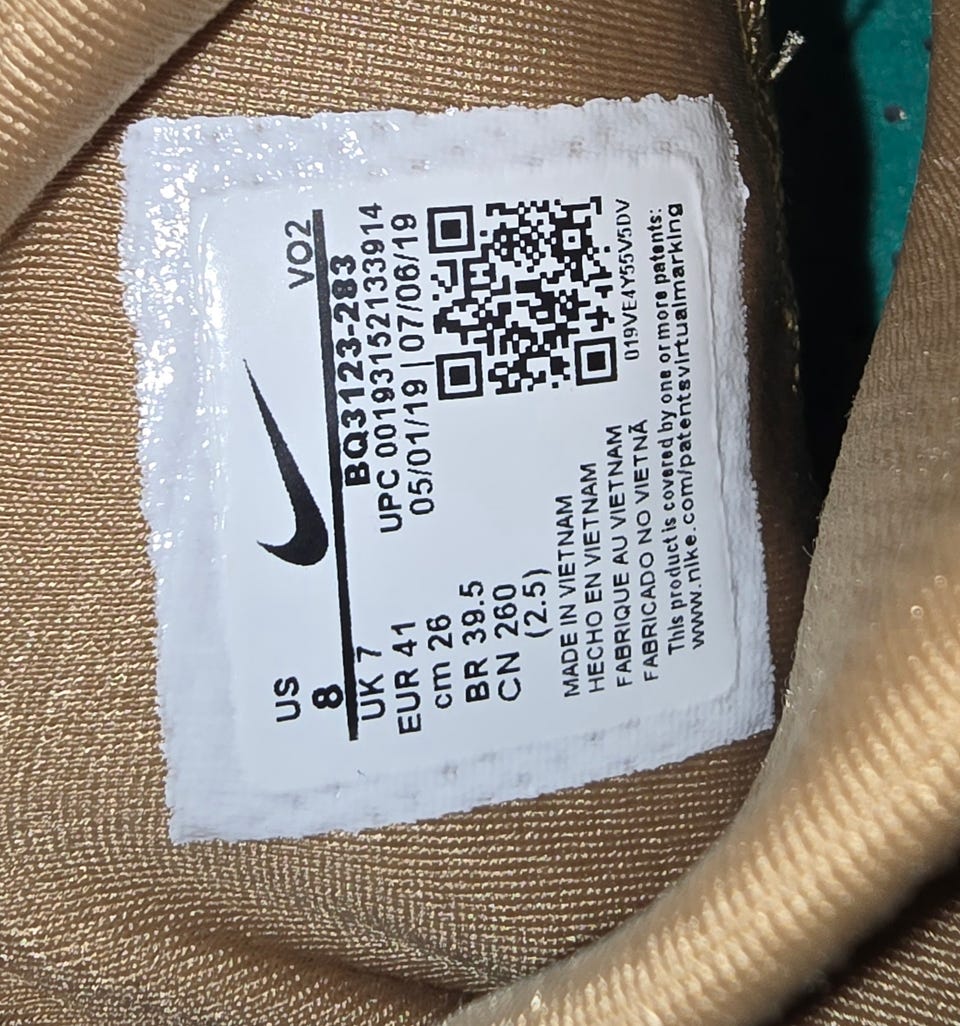 VO2
US
8
BQ3123-283
UK 7
UPC 00193152133914
EUR 41
05/01/19 | 07/06/19
cm 26
BR 39.5
CN 260
(2.5)
MADE IN VIETNAM
HECHO EN VIETNAM
FABRIQUE AU VIETNAM
FABRICADO NO VIETNÃ
019VE4Y55V5DV
This product is covered by one or more patents:
www.nike.com/patentsvirtualmarking